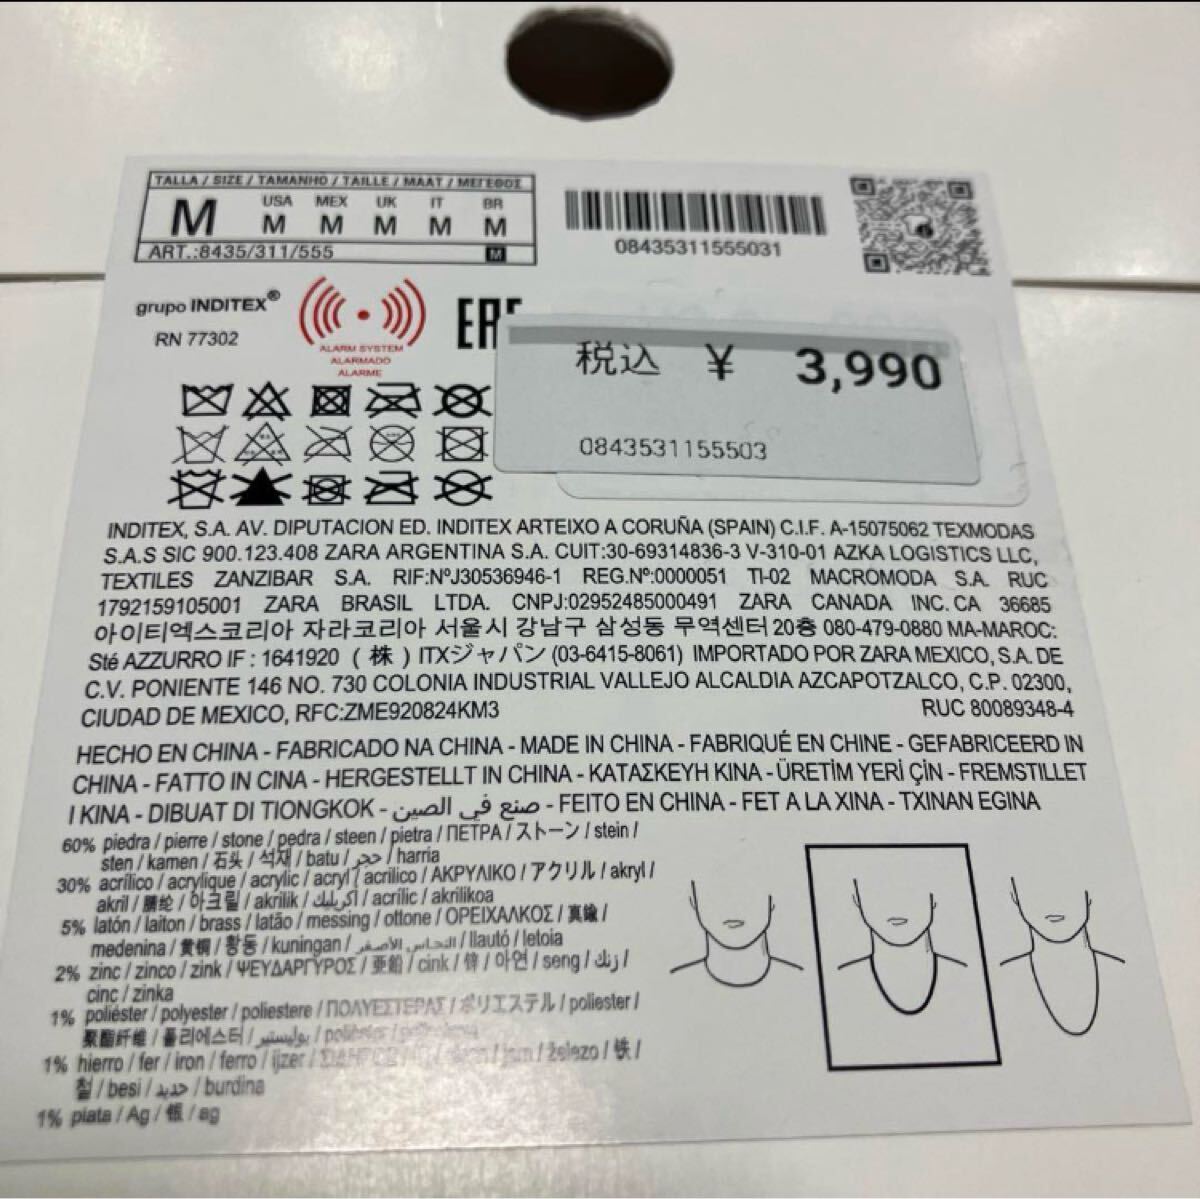 TALLA / SIZE / TAMANHO / TAILLE / MAAT / ΜΕΓΕΘΟΣ
USA MEX UK IT BR
M M M M M M
ART.:8435/311/555 M
08435311555031
grupo INDITEX®
RN 77302
ALARM SYSTEM
ALARMADO
ALARME
税込 ¥ 3,990
0843531155503
INDITEX, S.A. AV. DIPUTACION ED. INDITEX ARTEIXO A CORUÑA (SPAIN) C.I.F. A-15075062 TEXMODAS
S.A.S SIC 900.123.408 ZARA ARGENTINA S.A. CUIT:30-69314836-3 V-310-01 AZKA LOGISTICS LLC,
TEXTILES ZANZIBAR S.A. RIF:NºJ30536946-1 REG.Nº:0000051 TI-02 MACROMODA S.A. RUC
1792159105001 ZARA BRASIL LTDA. CNPJ:02952485000491 ZARA CANADA INC. CA 36685
아이티엑스코리아 자라코리아 서울시 강남구 삼성동 무역센터 20층 080-479-0880 MA-MAROC:
Sté AZZURRO IF : 1641920 ( 株 ) ITXジャパン (03-6415-8061) IMPORTADO POR ZARA MEXICO, S.A. DE
C.V. PONIENTE 146 NO. 730 COLONIA INDUSTRIAL VALLEJO ALCALDIA AZCAPOTZALCO, C.P. 02300,
CIUDAD DE MEXICO, RFC:ZME920824KM3 RUC 80089348-4
HECHO EN CHINA - FABRICADO NA CHINA - MADE IN CHINA - FABRIQUÉ EN CHINE - GEFABRICEERD IN
CHINA - FATTO IN CINA - HERGESTELLT IN CHINA - ΚΑΤΑΣΚΕΥΗ ΚΙΝΑ - ÜRETİM YERİ ÇİN - FREMSTILLET
I KINA - DIBUAT DI TIONGKOK - صنع في الصين - FEITO EN CHINA - FET A LA XINA - TXINAN EGINA
60% piedra / pierre / stone / pedra / steen / pietra / ΠΕΤΡΑ / ストーン / stein /
sten / kamen / 石头 / 석재 / batu / حجر / harria
30% acrílico / acrylique / acrylic / acryl / acrilico / ΑΚΡΥΛΙΚΟ / アクリル / akryl /
akril / 腈纶 / 아크릴 / akrilik / أكريليك / acrílic / akrilikoa
5% latón / laiton / brass / latão / messing / ottone / ΟΡΕΙΧΑΛΚΟΣ / 真鍮 /
medenina / 黄铜 / 황동 / kuningan / النحاس الأصفر / llautó / letoia
2% zinc / zinco / zink / ΨΕΥΔΑΡΓΥΡΟΣ / 亜鉛 / cink / 锌 / 아연 / seng / زنك /
cinc / zinka
1% poliéster / polyester / poliestere / ΠΟΛΥΕΣΤΕΡΑΣ / ポリエステル / poliester /
聚酯纤维 / 폴리에스터 / بوليستير /
1% hierro / fer / iron / ferro / ijzer / železo / 铁 /
철 / besi / حديد / burdina
1% plata / Ag / 银 / ag